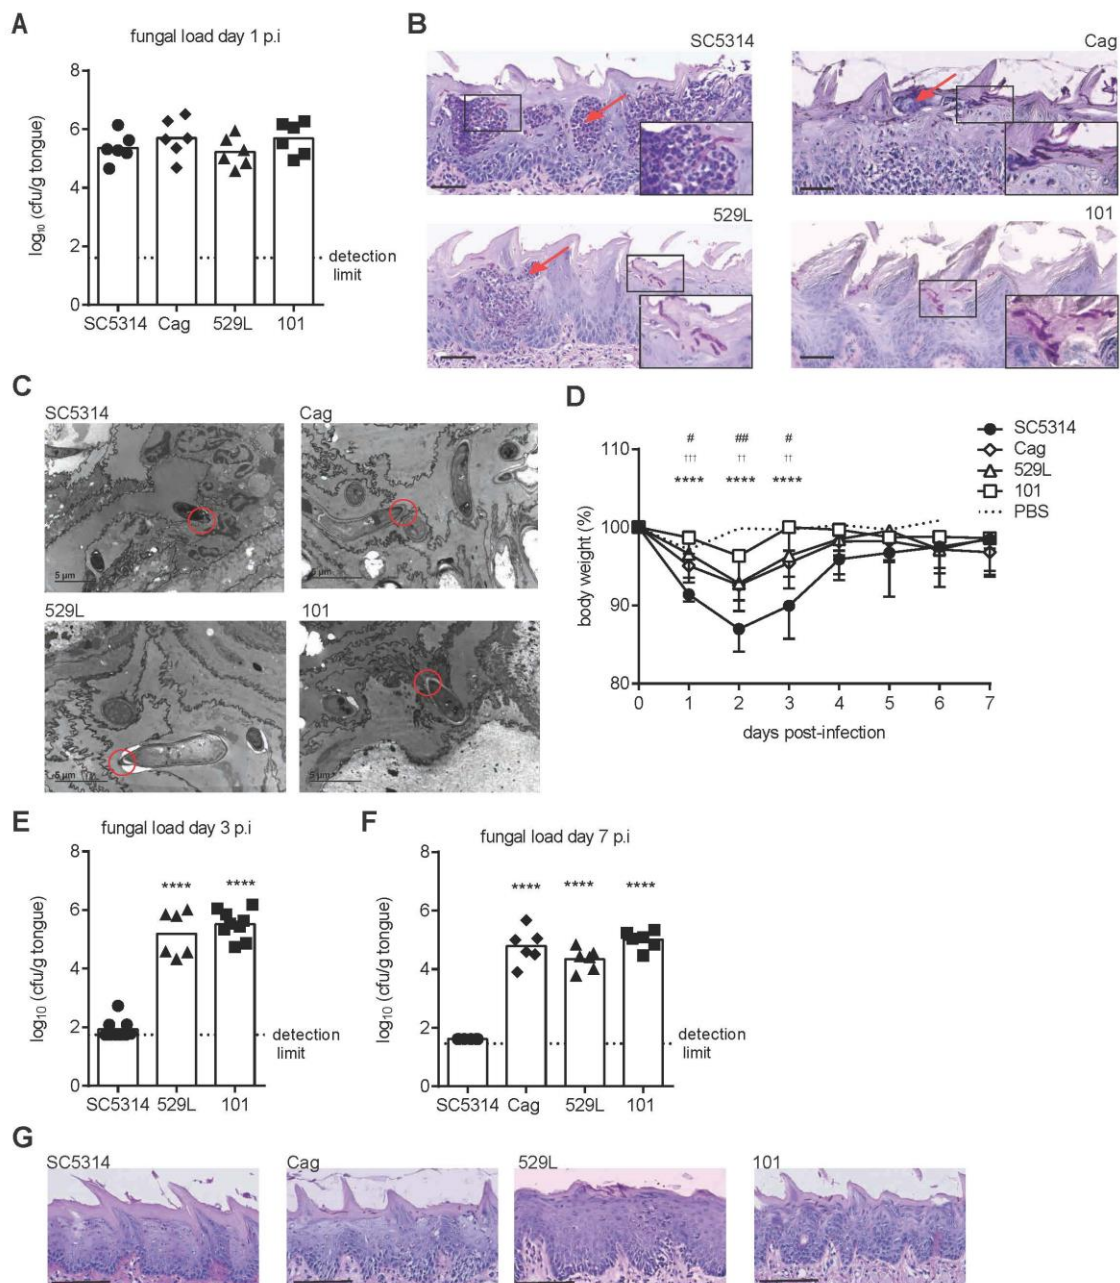 A
fungal load day 1 p.i
8
6
4
2
0
log₁₀ (cfu/g tongue)
detection
limit
SC5314 Cag 529L 101
B
SC5314
Cag
529L
101
C
SC5314
Cag
5 µm
5 µm
529L
101
5 µm
5 µm
D
SC5314
Cag
529L
101
PBS
# ## #
††† †† ††
**** **** ****
110
100
90
80
body weight (%)
0 1 2 3 4 5 6 7
days post-infection
E
fungal load day 3 p.i
8
6
4
2
0
log₁₀ (cfu/g tongue)
**** ****
detection
limit
SC5314 529L 101
F
fungal load day 7 p.i
8
6
4
2
0
log₁₀ (cfu/g tongue)
**** **** ****
detection
limit
SC5314 Cag 529L 101
G
SC5314
Cag
529L
101